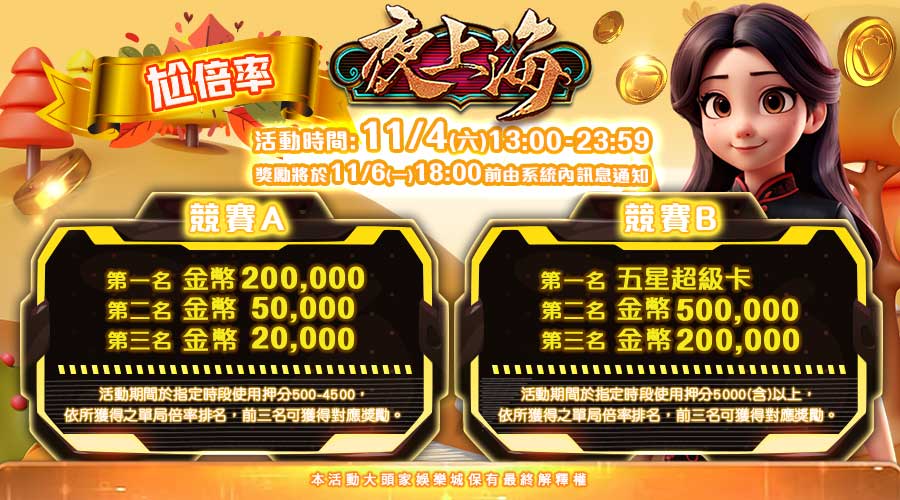 尬倍率
夜上海
活動時間:11/4(六)13:00-23:59
獎勵將於11/6(一)18:00前由系統內訊息通知
競賽A
第一名 金幣 200,000
第二名 金幣 50,000
第三名 金幣 20,000
活動期間於指定時段使用押分500-4500,
依所獲得之單局倍率排名,前三名可獲得對應獎勵。
競賽B
第一名 五星超級卡
第二名 金幣 500,000
第三名 金幣 200,000
活動期間於指定時段使用押分5000(含)以上,
依所獲得之單局倍率排名,前三名可獲得對應獎勵。
本活動大頭家娛樂城保有最終解釋權